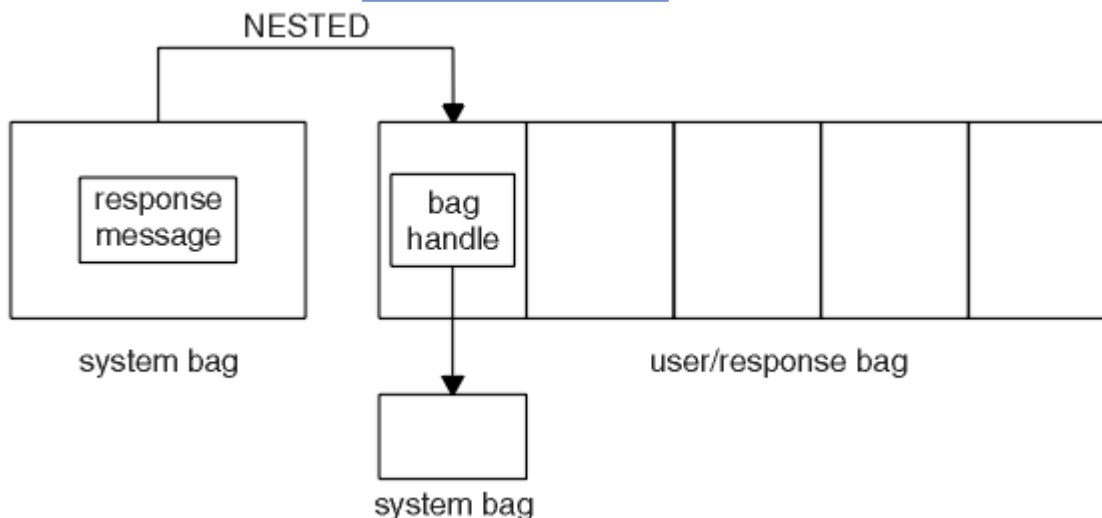 NESTED
response
message
bag
handle
system bag
user/response bag
system bag